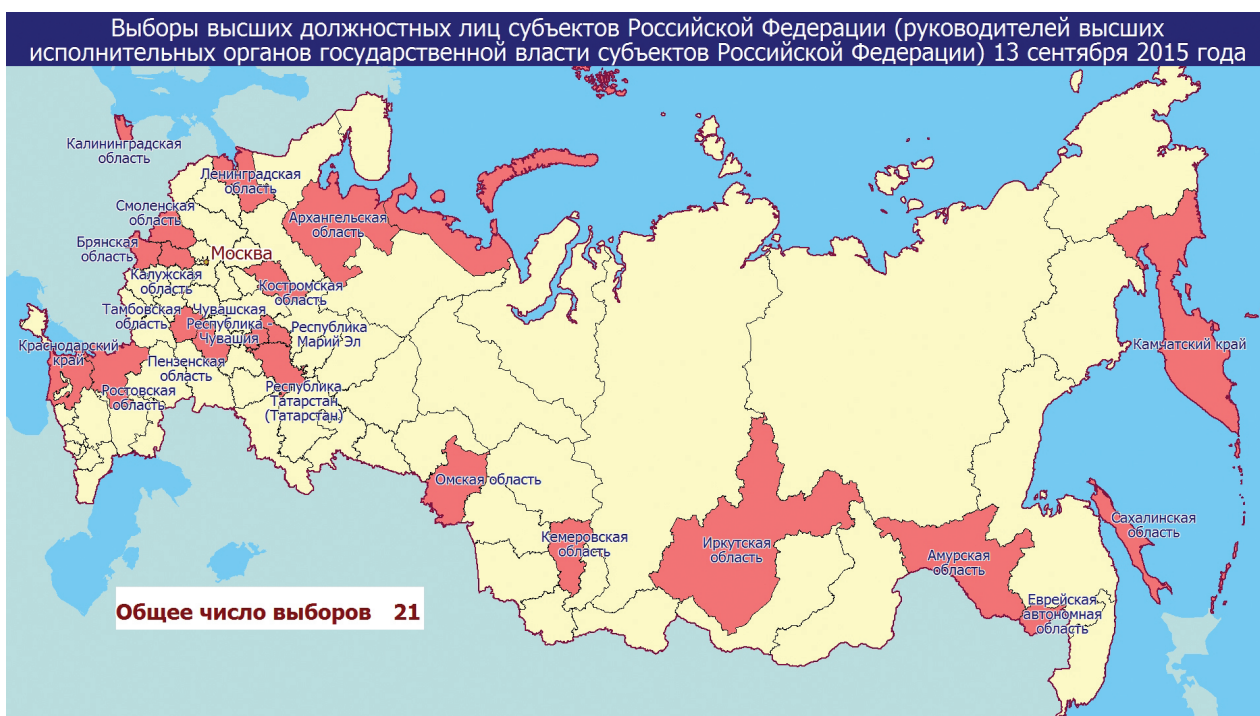 Выборы высших должностных лиц субъектов Российской Федерации (руководителей высших
исполнительных органов государственной власти субъектов Российской Федерации) 13 сентября 2015 года
Калининградская
область
Ленинградская
область
Смоленская
область
Архангельская
область
Брянская
область
Москва
Калужская
область
Костромская
область
Тамбовская
область
Чувашская
Республика -
Чувашия
Республика
Марий Эл
Краснодарский
край
Пензенская
область
Ростовская
область
Республика
Татарстан
(Татарстан)
Камчатский край
Омская область
Кемеровская
область
Иркутская
область
Амурская
область
Сахалинская
область
Еврейская
автономная
область
Общее число выборов 21